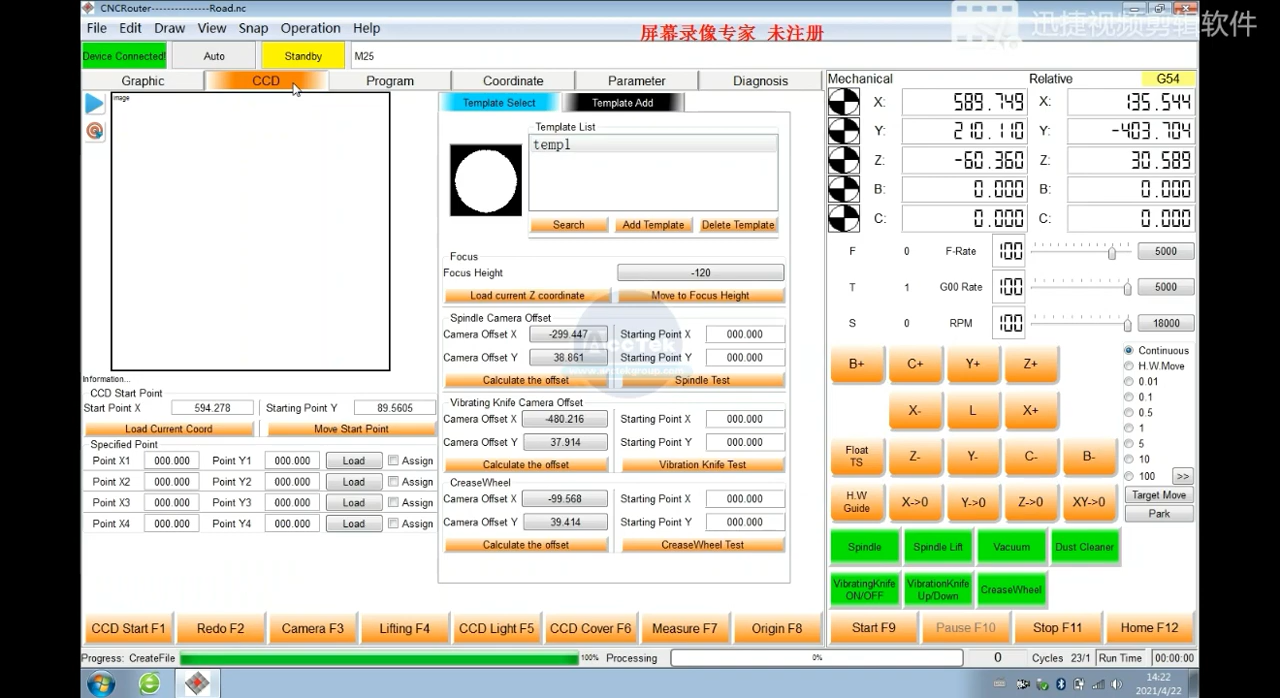 CNCRouter---------------Road.nc
File Edit Draw View Snap Operation Help
屏幕录像专家 未注册
迅捷视频剪辑软件
Device Connected! Auto Standby M25
Graphic CCD Program Coordinate Parameter Diagnosis
Mechanical Relative G54
image
Template Select Template Add
Template List
templ
Search Add Template Delete Template
Focus
Focus Height -120
Load current Z coordinate Move to Focus Height
Spindle Camera Offset
Camera Offset X -299.447 Starting Point X 000.000
Camera Offset Y 38.861 Starting Point Y 000.000
Calculate the offset Spindle Test
AccTek
www.acctekgroup.com
Vibrating Knife Camera Offset
Camera Offset X -480.216 Starting Point X 000.000
Camera Offset Y 37.914 Starting Point Y 000.000
Calculate the offset Vibration Knife Test
CreaseWheel
Camera Offset X -99.568 Starting Point X 000.000
Camera Offset Y 39.414 Starting Point Y 000.000
Calculate the offset CreaseWheel Test
Information...
CCD Start Point
Start Point X 594.278 Starting Point Y 89.5605
Load Current Coord Move Start Point
Specified Point
Point X1 000.000 Point Y1 000.000 Load Assign
Point X2 000.000 Point Y2 000.000 Load Assign
Point X3 000.000 Point Y3 000.000 Load Assign
Point X4 000.000 Point Y4 000.000 Load Assign
X: 589.749 X: 135.544
Y: 210.110 Y: -403.704
Z: -60.360 Z: 30.589
B: 0.000 B: 0.000
C: 0.000 C: 0.000
F 0 F-Rate 100 5000
T 1 G00 Rate 100 5000
S 0 RPM 100 18000
B+ C+ Y+ Z+
X- L X+
Float TS Z- Y- C- B-
H.W Guide X->0 Y->0 Z->0 XY->0
Continuous
H.W.Move
0.01
0.1
0.5
1
5
10
100 >>
Target Move
Park
Spindle Spindle Lift Vacuum Dust Cleaner
VibratingKnife ON/OFF VibrationKnife Up/Down CreaseWheel
CCD Start F1 Redo F2 Camera F3 Lifting F4 CCD Light F5 CCD Cover F6 Measure F7 Origin F8 Start F9 Pause F10 Stop F11 Home F12
Progress: CreateFile 100% Processing 0% 0 Cycles 23/1 Run Time 00:00:00
14:22
2021/4/22